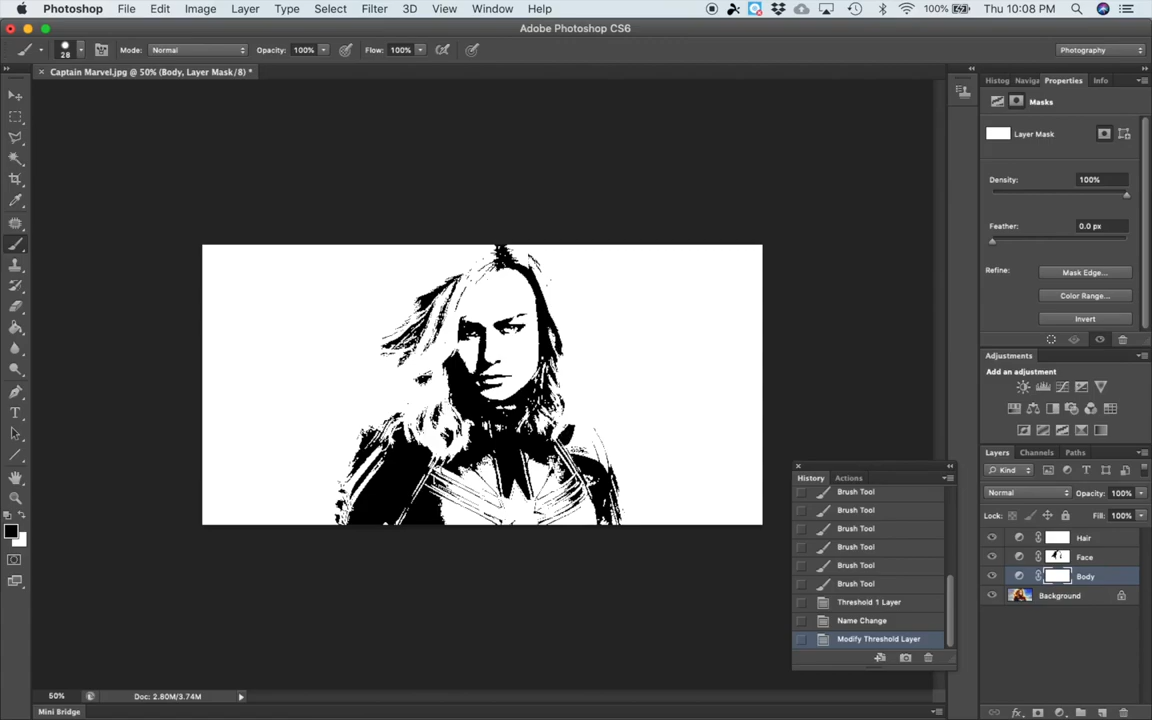 Photoshop File Edit Image Layer Type Select Filter 3D View Window Help 100% Thu 10:08 PM
Adobe Photoshop CS6
28 Mode: Normal Opacity: 100% Flow: 100% Photography
Captain Marvel.jpg @ 50% (Body, Layer Mask/8) *
Histog Naviga Properties Info
Masks
Layer Mask
Density: 100%
Feather: 0.0 px
Refine: Mask Edge...
Color Range...
Invert
Adjustments
Add an adjustment
Layers Channels Paths
Kind
Normal Opacity: 100%
Lock: Fill: 100%
Hair
Face
Body
Background
History Actions
Brush Tool
Brush Tool
Brush Tool
Brush Tool
Brush Tool
Brush Tool
Threshold 1 Layer
Name Change
Modify Threshold Layer
50% Doc: 2.80M/3.74M
Mini Bridge